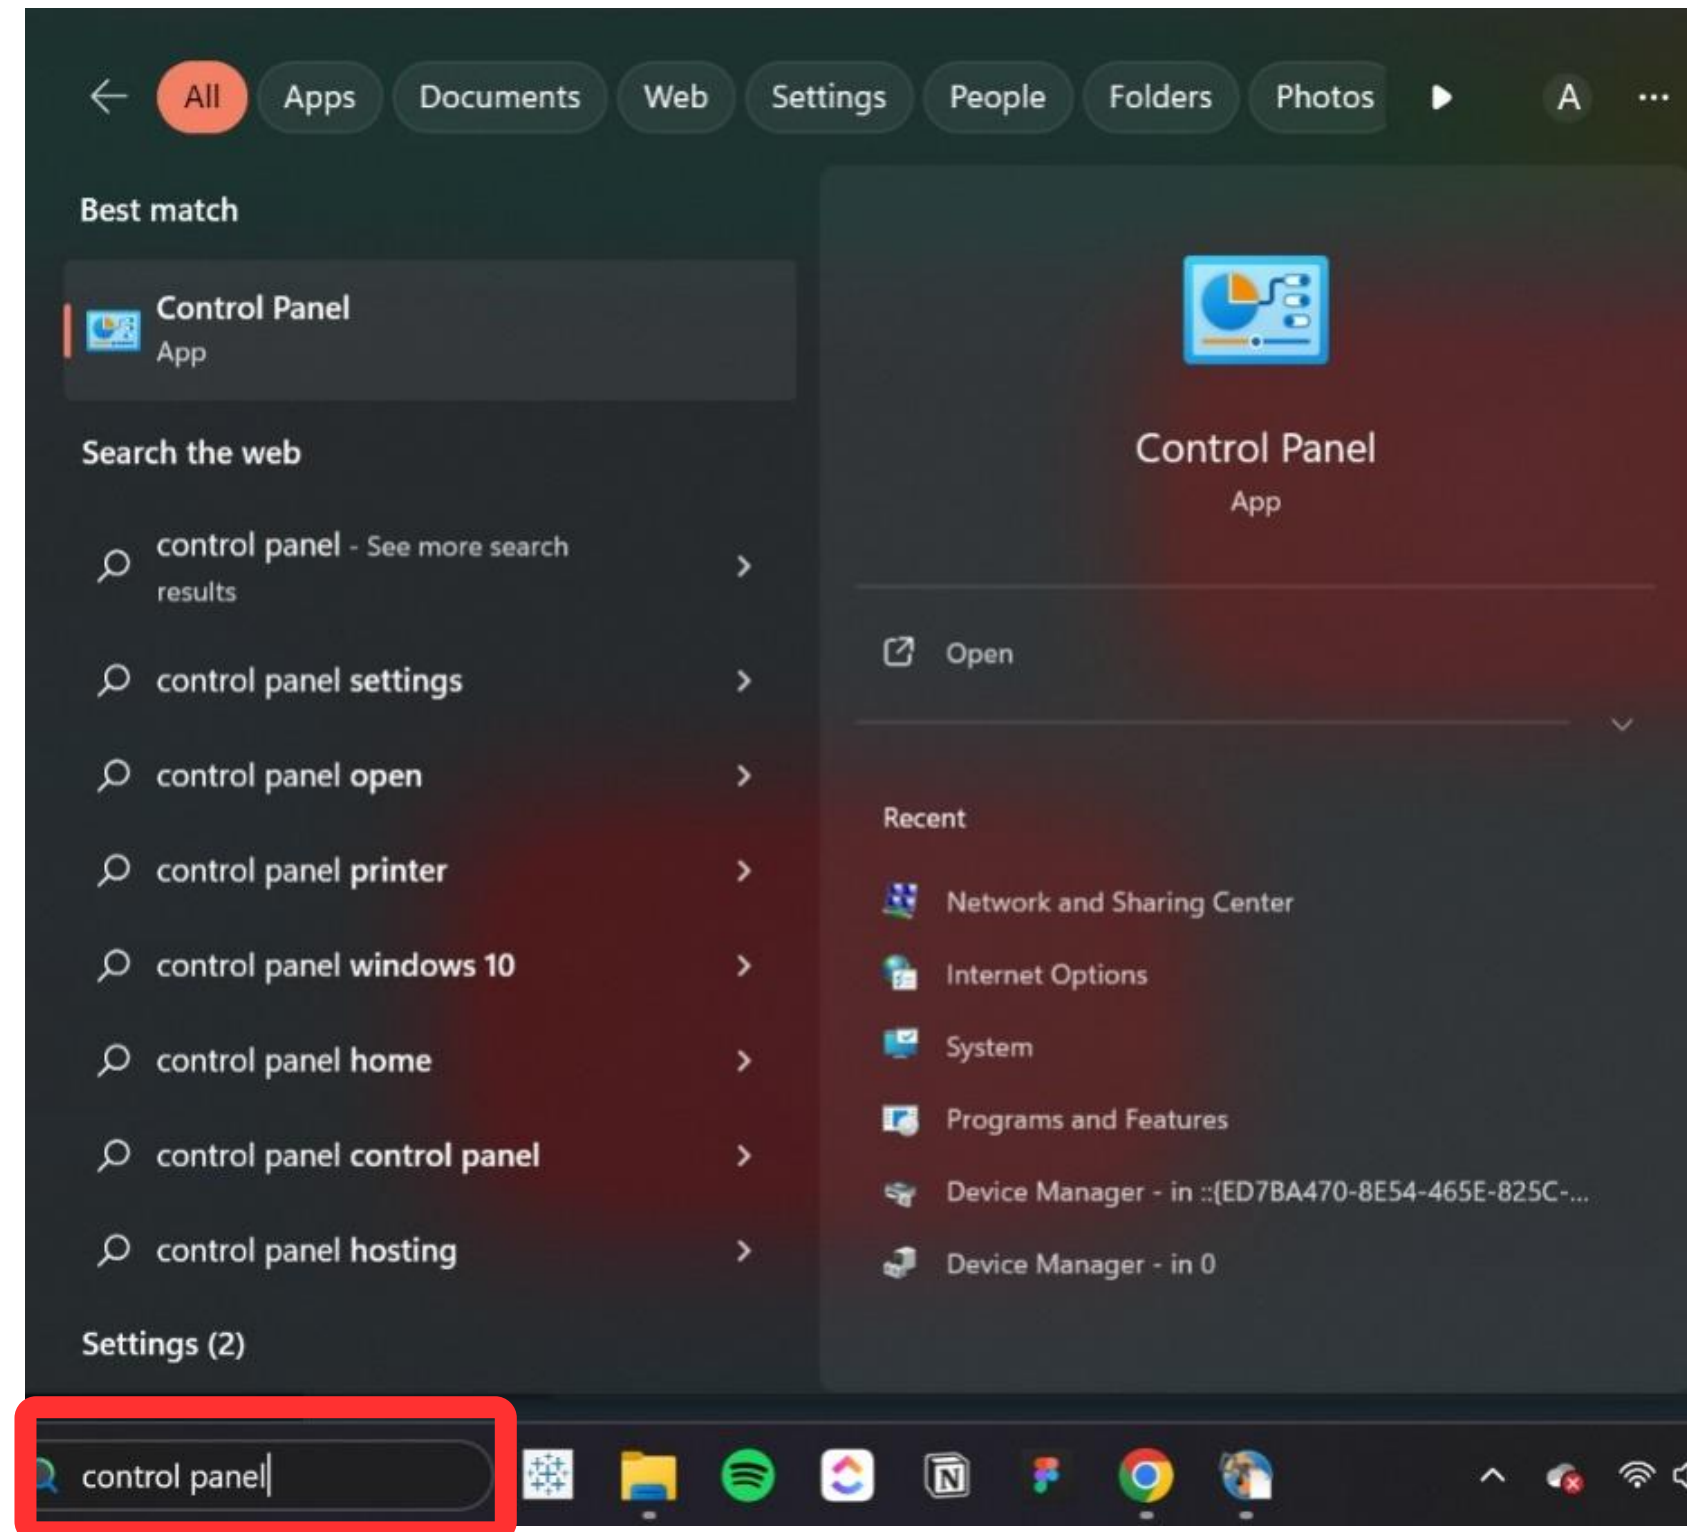 All Apps Documents Web Settings People Folders Photos A ...
Best match
Control Panel
App
Search the web
control panel - See more search
results
control panel settings
control panel open
control panel printer
control panel windows 10
control panel home
control panel control panel
control panel hosting
Settings (2)
Control Panel
App
Open
Recent
Network and Sharing Center
Internet Options
System
Programs and Features
Device Manager - in ::{ED7BA470-8E54-465E-825C-...
Device Manager - in 0
control panel
N